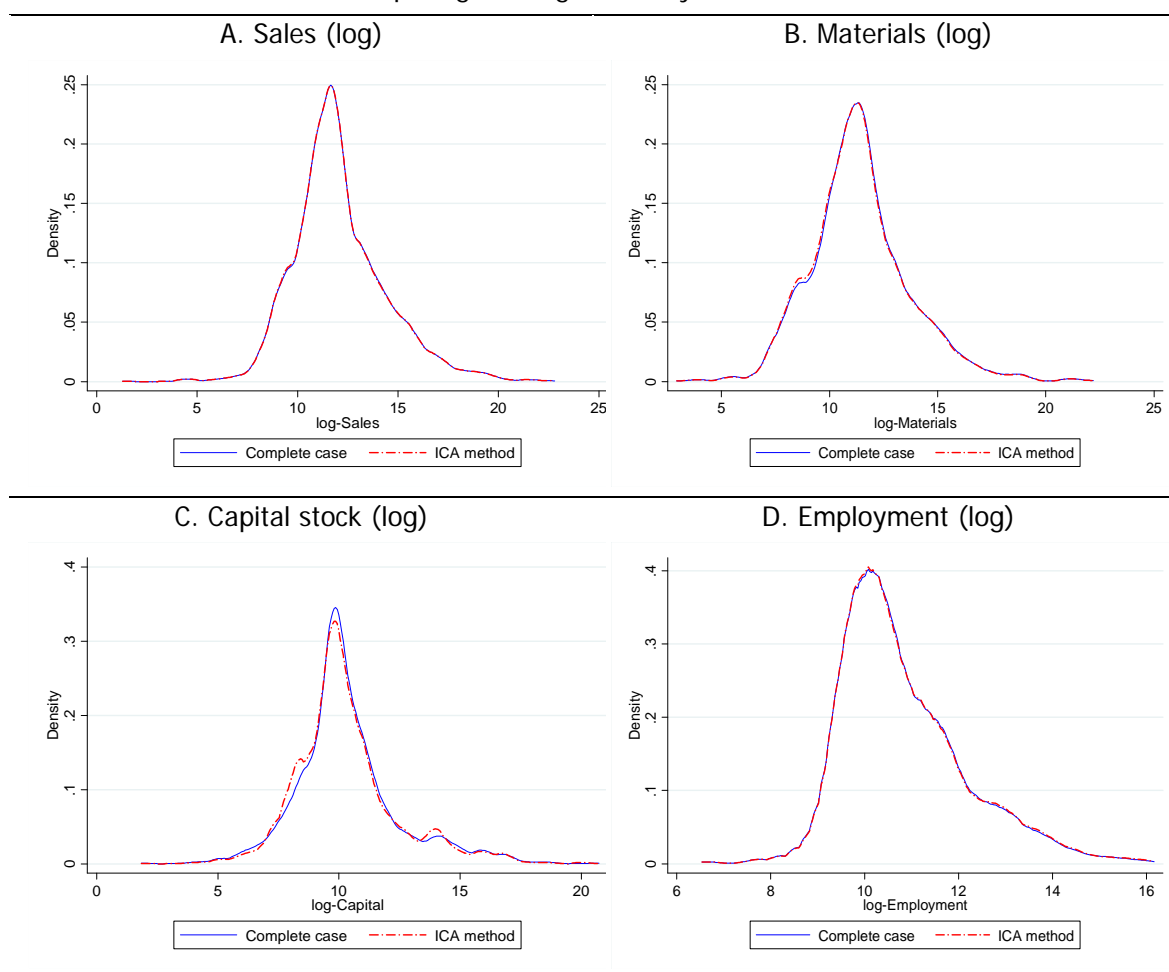 A. Sales (log)
B. Materials (log)
Density
0 .05 .1 .15 .2 .25
0 5 10 15 20 25
log-Sales
Complete case ICA method
Density
0 .05 .1 .15 .2 .25
5 10 15 20 25
log-Materials
Complete case ICA method
C. Capital stock (log)
D. Employment (log)
Density
0 .1 .2 .3 .4
0 5 10 15 20
log-Capital
Complete case ICA method
Density
0 .1 .2 .3 .4
6 8 10 12 14 16
log-Employment
Complete case ICA method